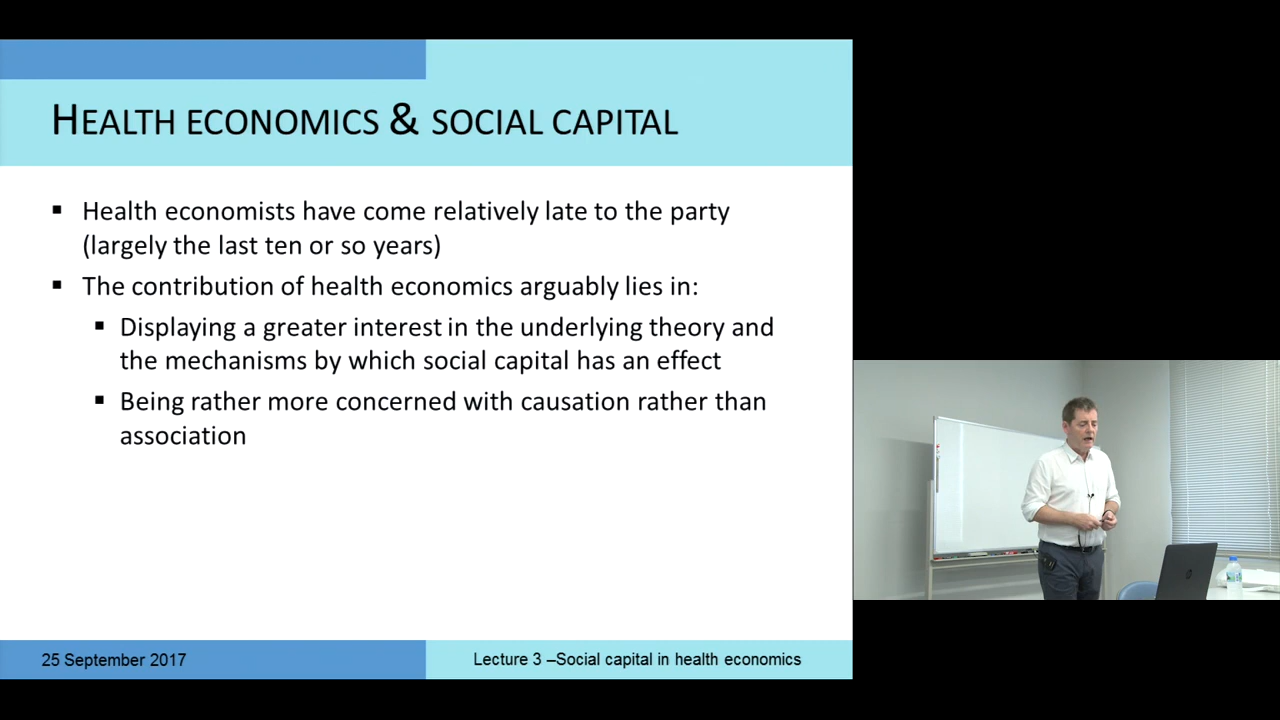 HEALTH ECONOMICS & SOCIAL CAPITAL
▪ Health economists have come relatively late to the party
(largely the last ten or so years)
▪ The contribution of health economics arguably lies in:
▪ Displaying a greater interest in the underlying theory and
the mechanisms by which social capital has an effect
▪ Being rather more concerned with causation rather than
association
25 September 2017
Lecture 3 –Social capital in health economics